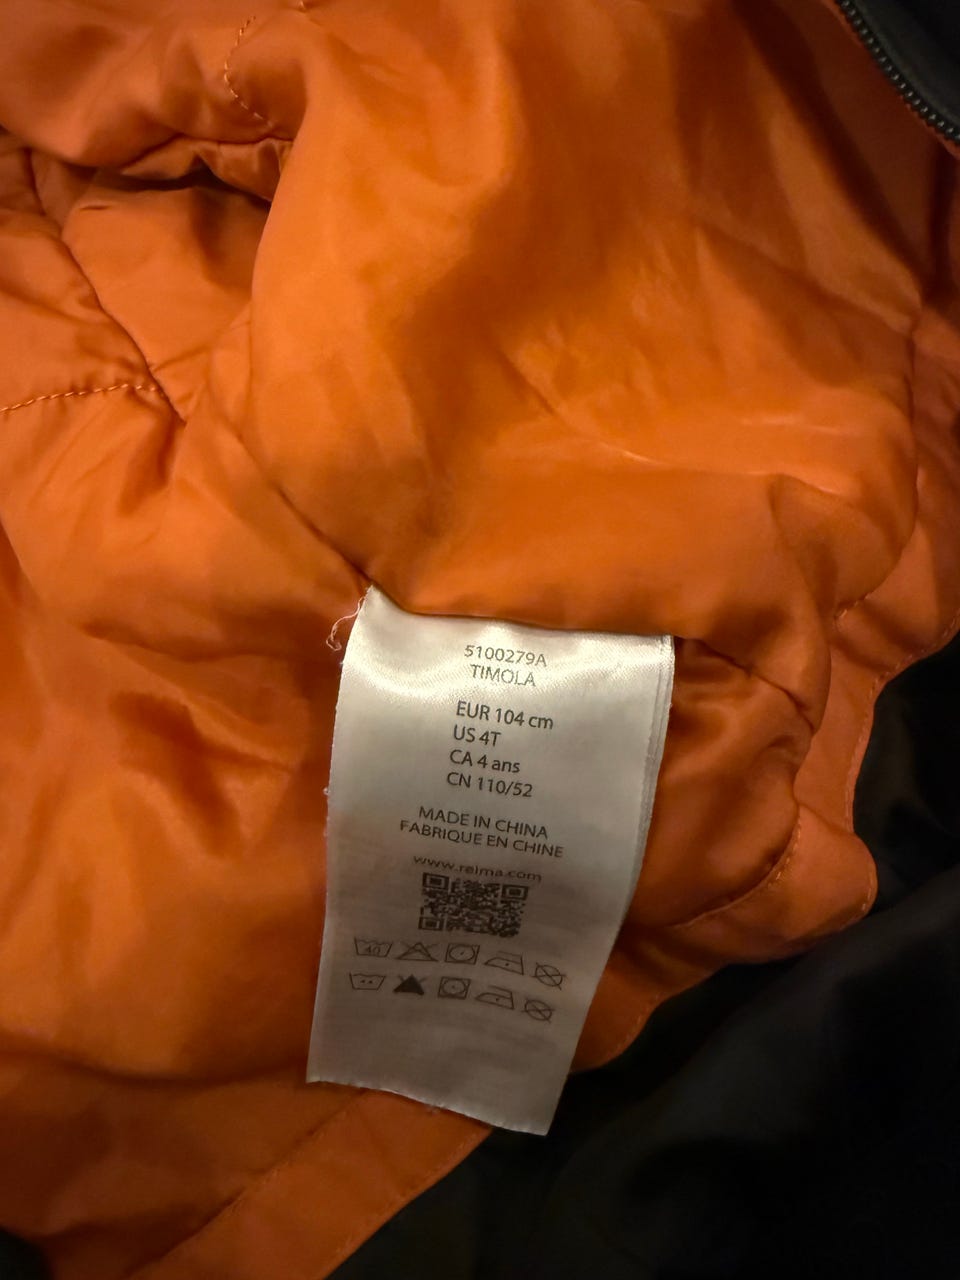 5100279A
TIMOLA
EUR 104 cm
US 4T
CA 4 ans
CN 110/52
MADE IN CHINA
FABRIQUE EN CHINE
www.reima.com
40